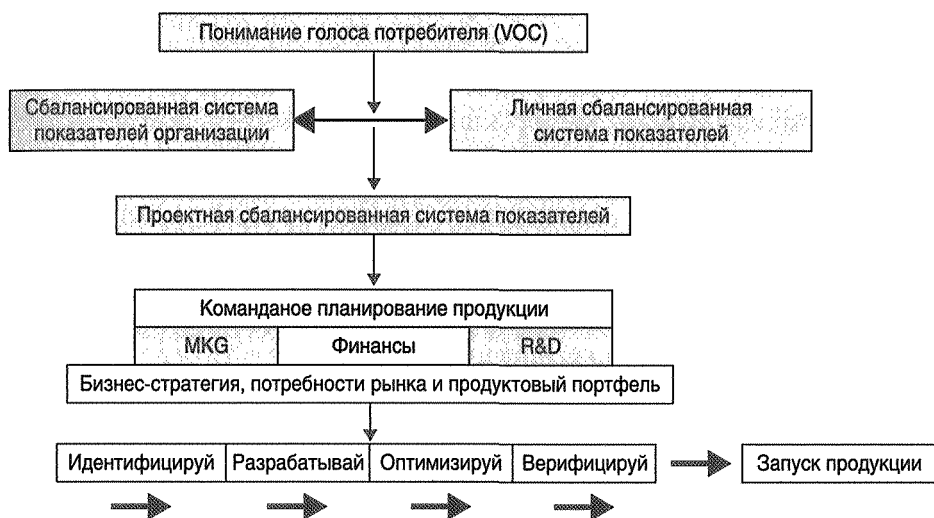 Понимание голоса потребителя (VOC)
Сбалансированная система
показателей организации
Личная сбалансированная
система показателей
Проектная сбалансированная система показателей
Команданое планирование продукции
MKG
Финансы
R&D
Бизнес-стратегия, потребности рынка и продуктовый портфель
Идентифицируй
Разрабатывай
Оптимизируй
Верифицируй
Запуск продукции